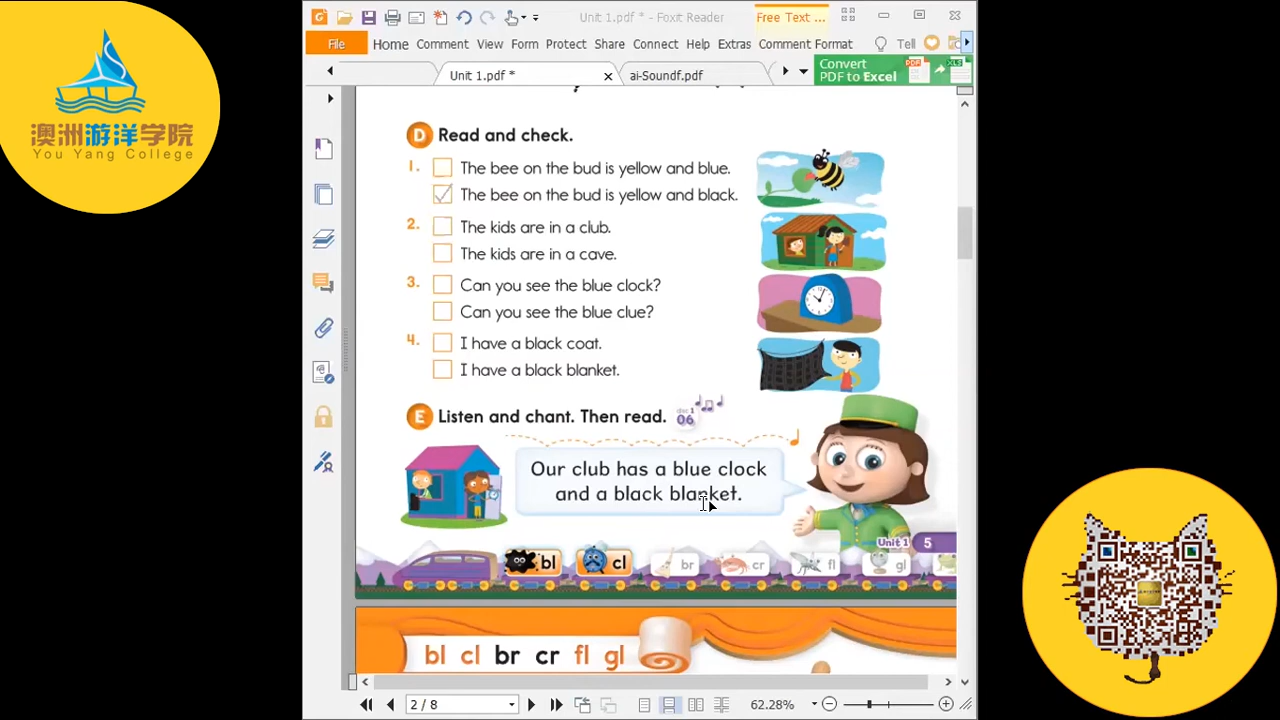 澳洲游洋学院
You Yang College
Unit 1.pdf * - Foxit Reader
Free Text ...
File Home Comment View Form Protect Share Connect Help Extras Comment Format Tell
Unit 1.pdf *
ai-Soundf.pdf
Convert
PDF to Excel
PDF
XLS
D Read and check.
1. The bee on the bud is yellow and blue.
The bee on the bud is yellow and black.
2. The kids are in a club.
The kids are in a cave.
3. Can you see the blue clock?
Can you see the blue clue?
4. I have a black coat.
I have a black blanket.
E Listen and chant. Then read.
disc 1
06
Our club has a blue clock
and a black blanket.
Unit 1 5
bl cl br cr fl gl
bl cl br cr fl gl
2 / 8
62.28%